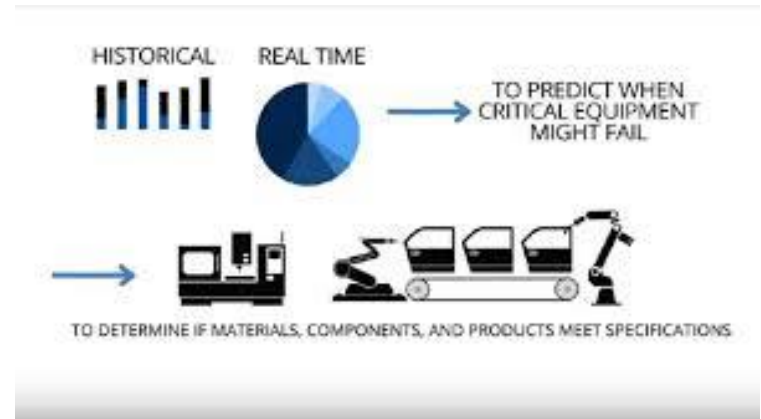 HISTORICAL
REAL TIME
TO PREDICT WHEN
CRITICAL EQUIPMENT
MIGHT FAIL
TO DETERMINE IF MATERIALS, COMPONENTS, AND PRODUCTS MEET SPECIFICATIONS